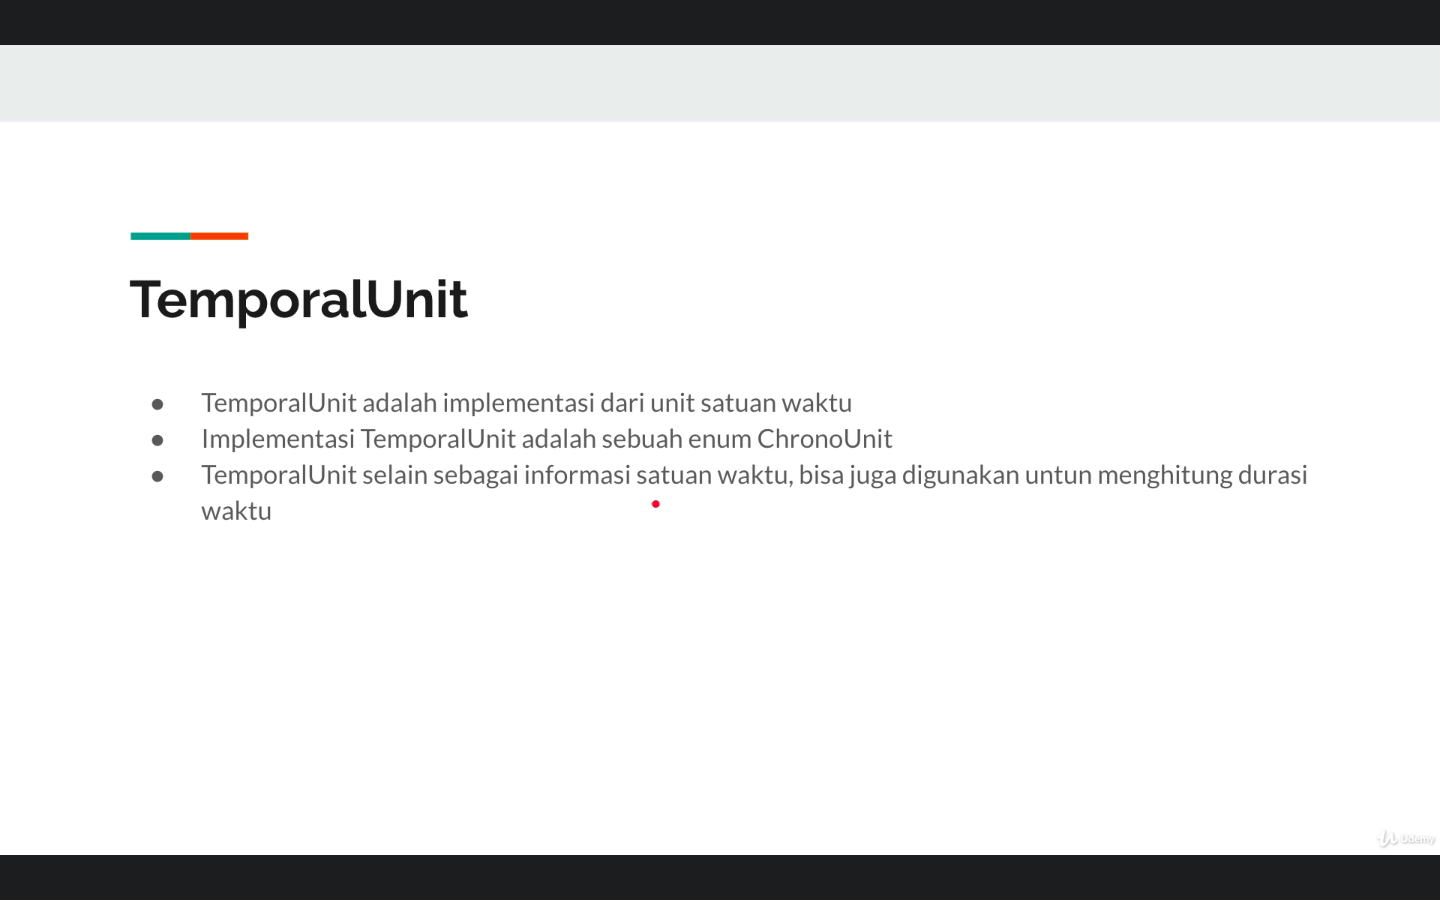 TemporalUnit
● TemporalUnit adalah implementasi dari unit satuan waktu
● Implementasi TemporalUnit adalah sebuah enum ChronoUnit
● TemporalUnit selain sebagai informasi satuan waktu, bisa juga digunakan untun menghitung durasi
waktu
Udemy